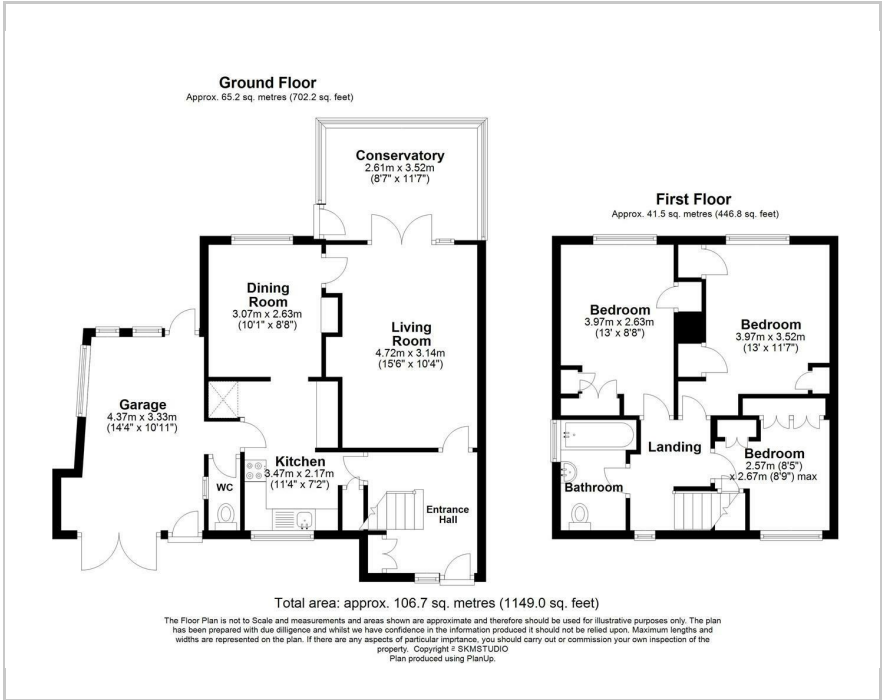 Ground Floor
Approx. 65.2 sq. metres (702.2 sq. feet)
Conservatory
2.61m x 3.52m
(8'7" x 11'7")
First Floor
Approx. 41.5 sq. metres (446.8 sq. feet)
Dining
Room
3.07m x 2.63m
(10'1" x 8'8")
Living
Room
4.72m x 3.14m
(15'6" x 10'4")
Bedroom
3.97m x 2.63m
(13' x 8'8")
Bedroom
3.97m x 3.52m
(13' x 11'7")
Garage
4.37m x 3.33m
(14'4" x 10'11")
Kitchen
3.47m x 2.17m
(11'4" x 7'2")
WC
Entrance
Hall
Landing
Bedroom
2.57m (8'5")
x 2.67m (8'9") max
Bathroom
Total area: approx. 106.7 sq. metres (1149.0 sq. feet)
The Floor Plan is not to Scale and measurements and areas shown are approximate and therefore should be used for illustrative purposes only. The plan
has been prepared with due dilligence and whilst we have confidence in the information produced it should not be relied upon. Maximum lengths and
widths are represented on the plan. If there are any aspects of particular imprtance, you should carry out or commission your own inspection of the
property. Copyright º SKMSTUDIO
Plan produced using PlanUp.